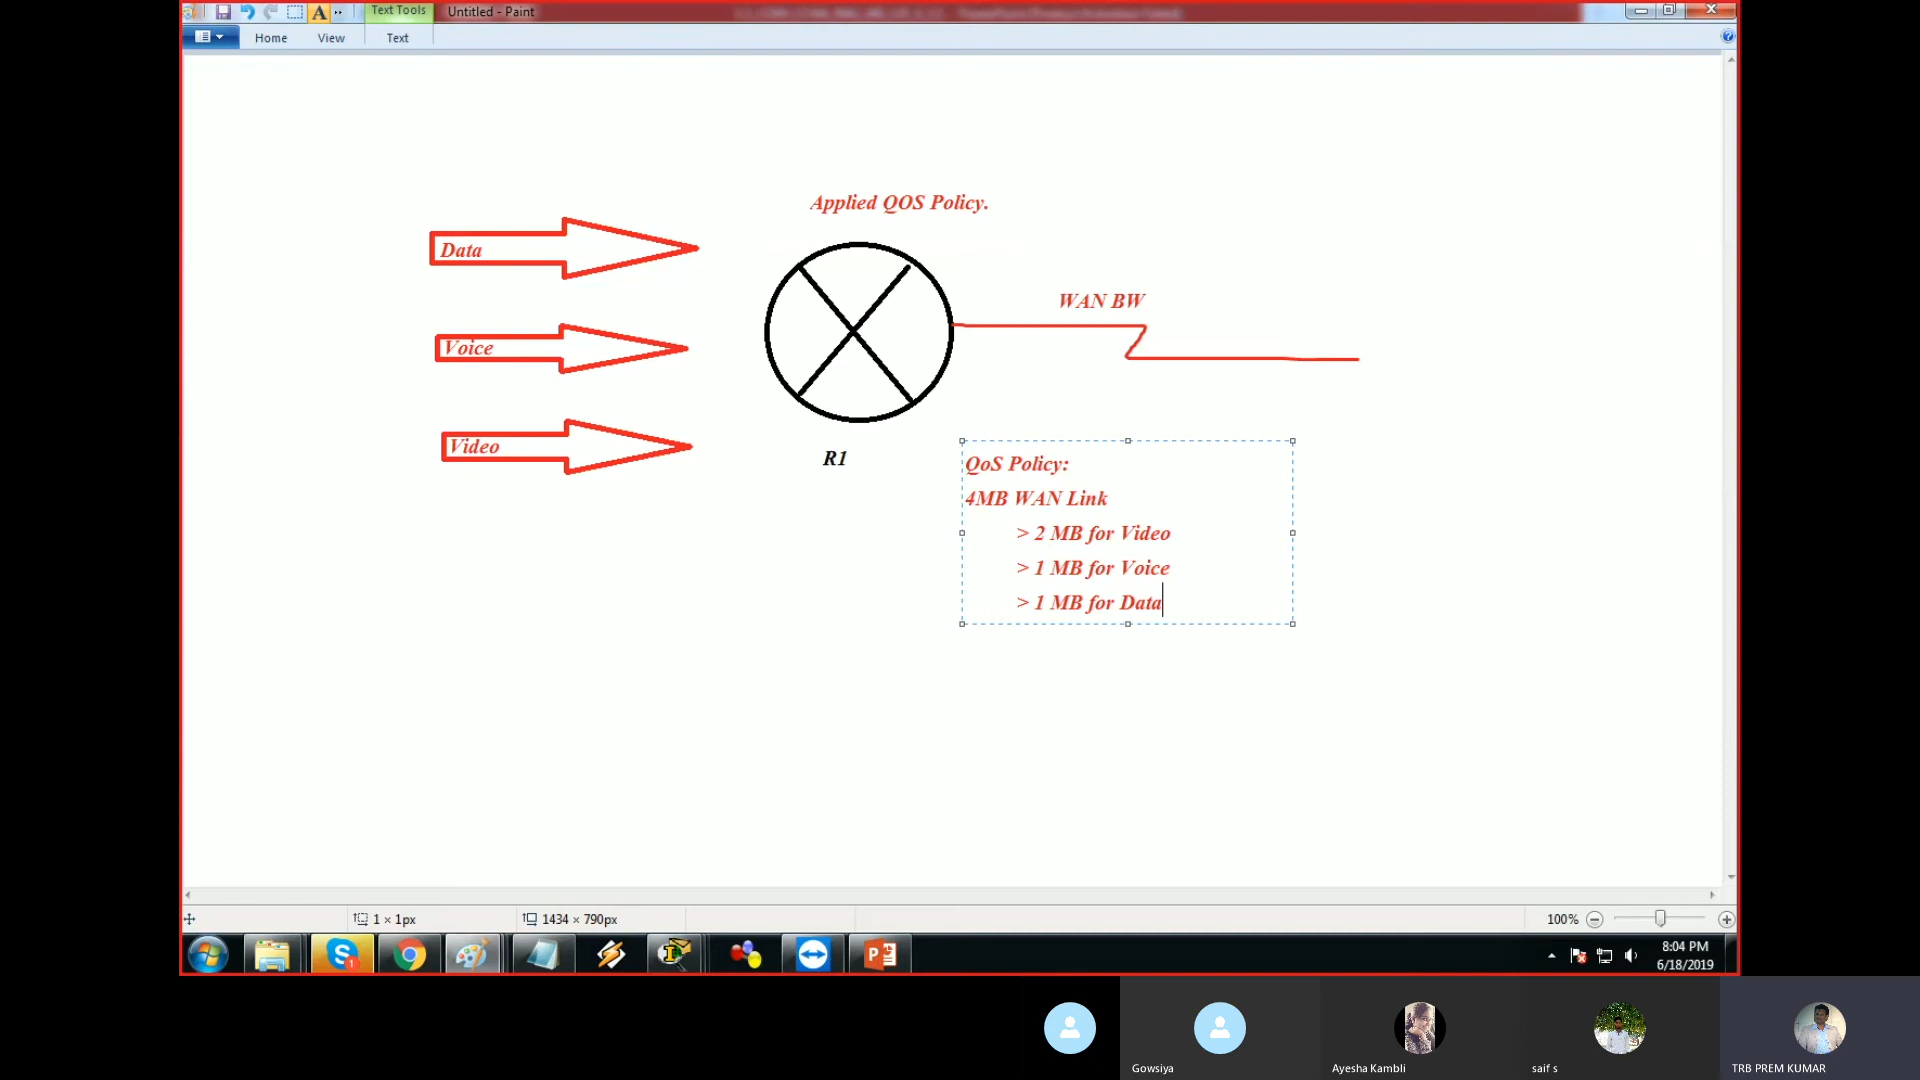 Text Tools
Untitled - Paint
Home
View
Text
Applied QOS Policy.
Data
WAN BW
Voice
Video
R1
QoS Policy:
4MB WAN Link
> 2 MB for Video
> 1 MB for Voice
> 1 MB for Data
1 × 1px
1434 × 790px
100%
8:04 PM
6/18/2019
Gowsiya
Ayesha Kambli
saif s
TRB PREM KUMAR